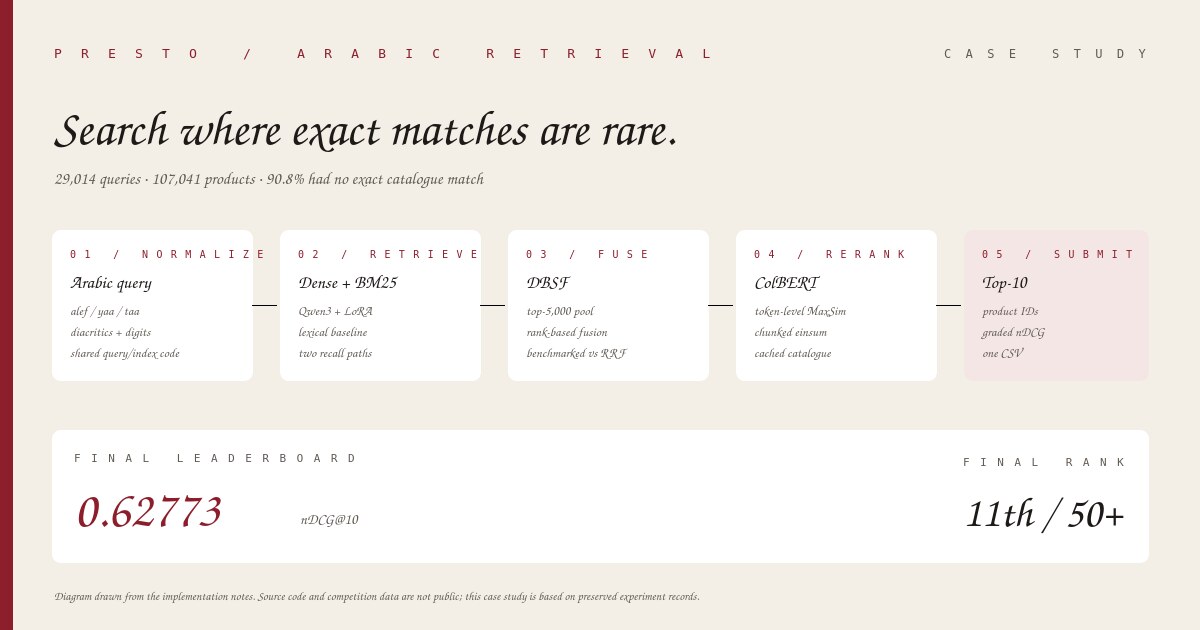 PRESTO / ARABIC RETRIEVAL
CASE STUDY
Search where exact matches are rare.
29,014 queries · 107,041 products · 90.8% had no exact catalogue match
01 / NORMALIZE
Arabic query
alef / yaa / taa
diacritics + digits
shared query/index code
02 / RETRIEVE
Dense + BM25
Qwen3 + LoRA
lexical baseline
two recall paths
03 / FUSE
DBSF
top-5,000 pool
rank-based fusion
benchmarked vs RRF
04 / RERANK
ColBERT
token-level MaxSim
chunked einsum
cached catalogue
05 / SUBMIT
Top-10
product IDs
graded nDCG
one CSV
FINAL LEADERBOARD
0.62773 nDCG@10
FINAL RANK
11th / 50+
Diagram drawn from the implementation notes. Source code and competition data are not public; this case study is based on preserved experiment records.